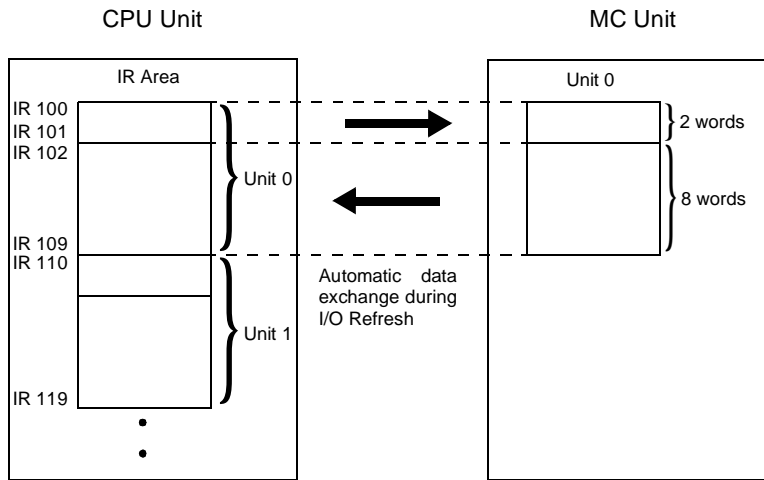 CPU Unit
MC Unit
IR Area
Unit 0
IR 100
IR 101
IR 102
2 words
Unit 0
8 words
IR 109
IR 110
Automatic data
exchange during
I/O Refresh
Unit 1
IR 119